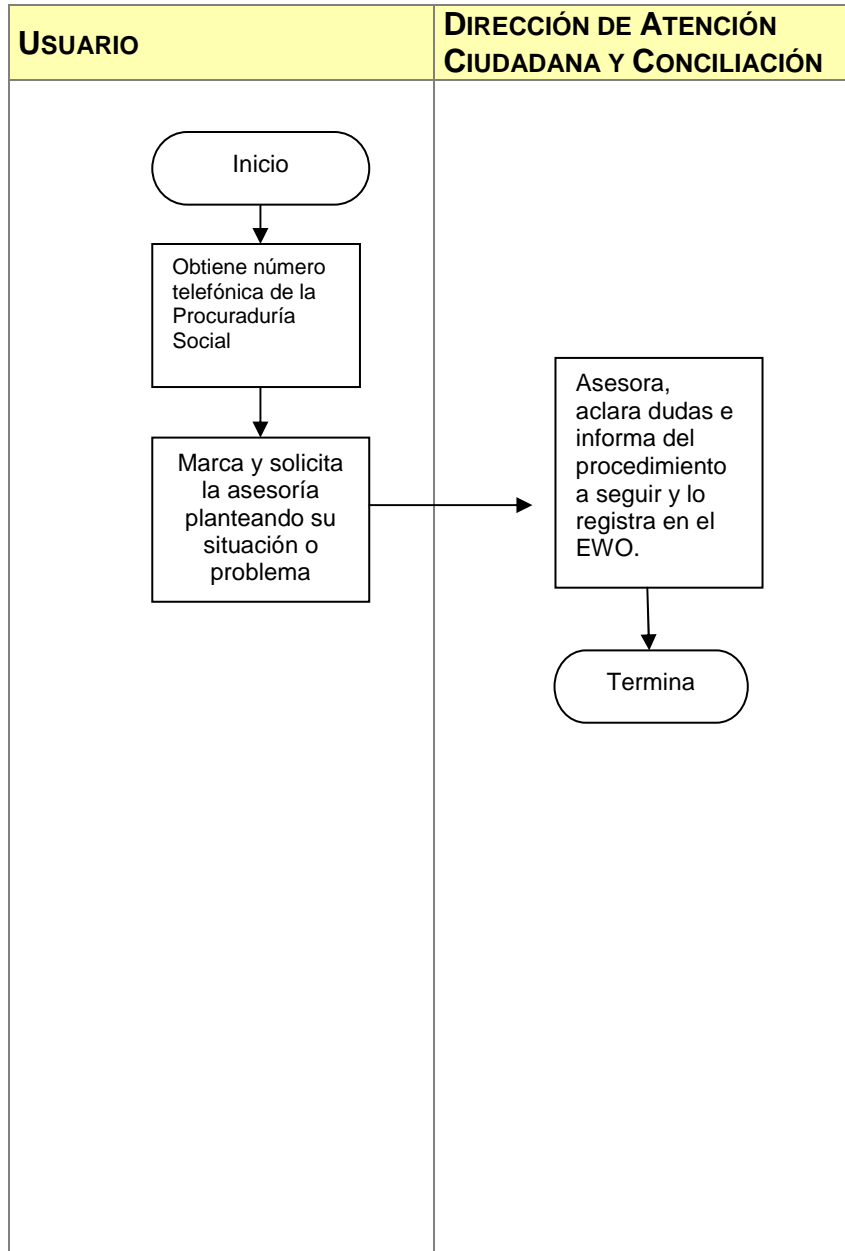 USUARIO
DIRECCIÓN DE ATENCIÓN
CIUDADANA Y CONCILIACIÓN
Inicio
Obtiene número
telefónica de la
Procuraduría
Social
Marca y solicita
la asesoría
planteando su
situación o
problema
Asesora,
aclara dudas e
informa del
procedimiento
a seguir y lo
registra en el
EWO.
Termina